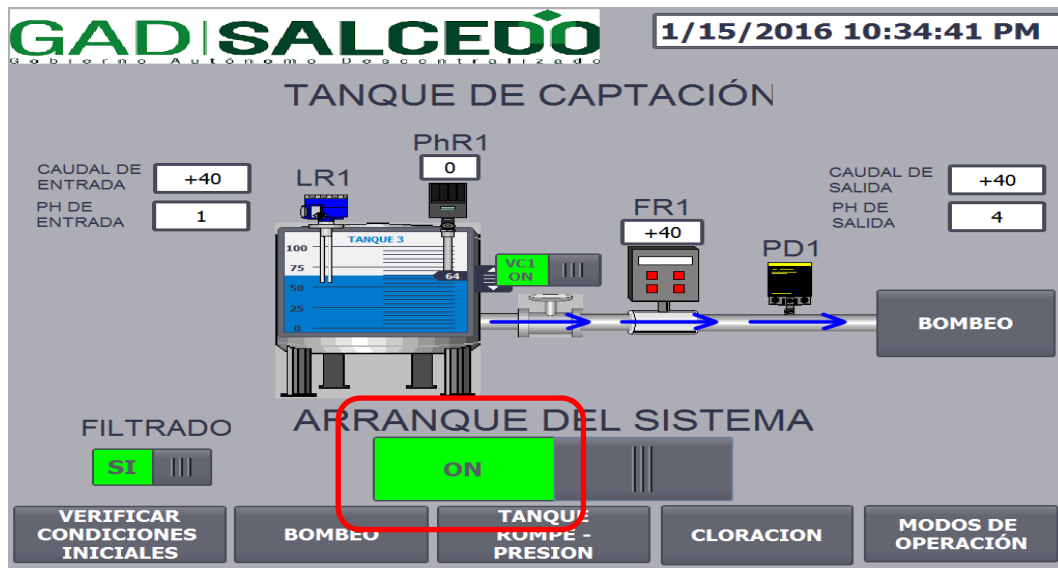 GAD SALCEDO
Gobierno Autónomo Descentralizado
1/15/2016 10:34:41 PM
TANQUE DE CAPTACIÓN
CAUDAL DE
ENTRADA
+40
PH DE
ENTRADA
1
LR1
PhR1
0
TANQUE 3
100
75
50
25
0
64
VC1
ON
FR1
+40
PD1
CAUDAL DE
SALIDA
+40
PH DE
SALIDA
4
BOMBEO
FILTRADO
SI
ARRANQUE DEL SISTEMA
ON
VERIFICAR
CONDICIONES
INICIALES
BOMBEO
TANQUE
ROMPE -
PRESION
CLORACION
MODOS DE
OPERACIÓN